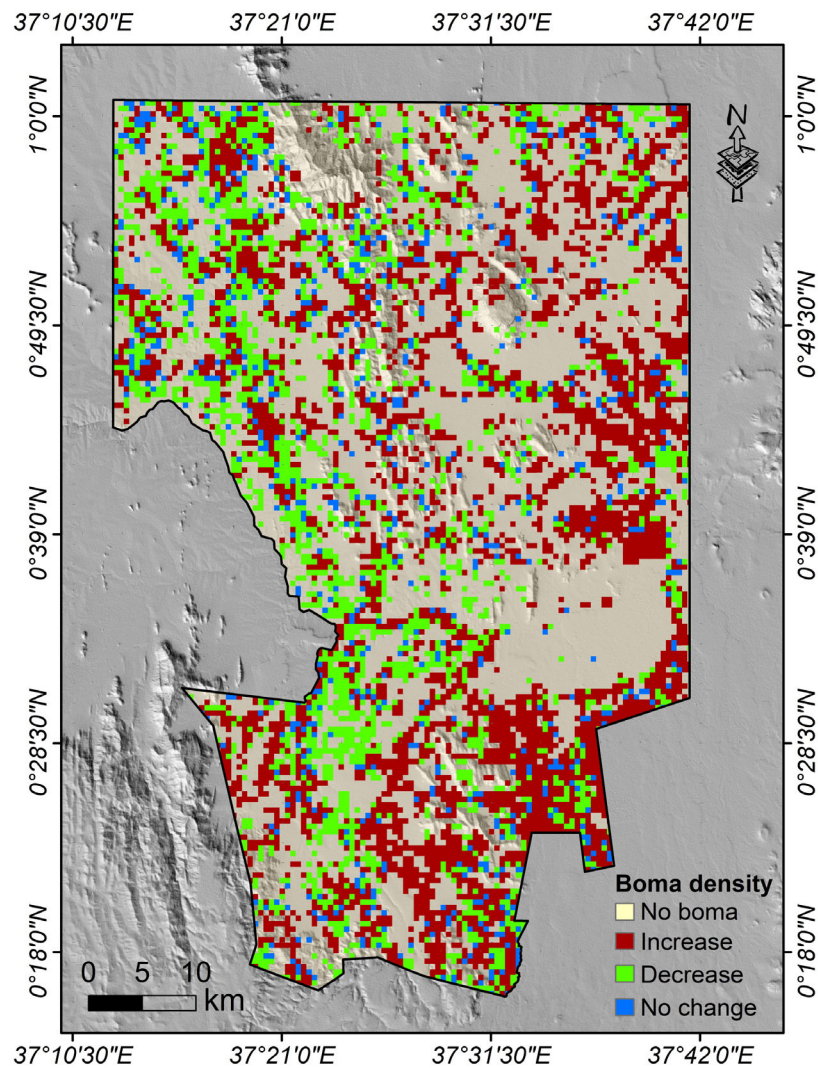 37°10'30"E 37°21'0"E 37°31'30"E 37°42'0"E
N
1°0'0"N 1°0'0"N
0°49'30"N 0°49'30"N
0°39'0"N 0°39'0"N
0°28'30"N 0°28'30"N
0°18'0"N 0°18'0"N
Boma density
No boma
Increase
Decrease
No change
0 5 10
km
37°10'30"E 37°21'0"E 37°31'30"E 37°42'0"E